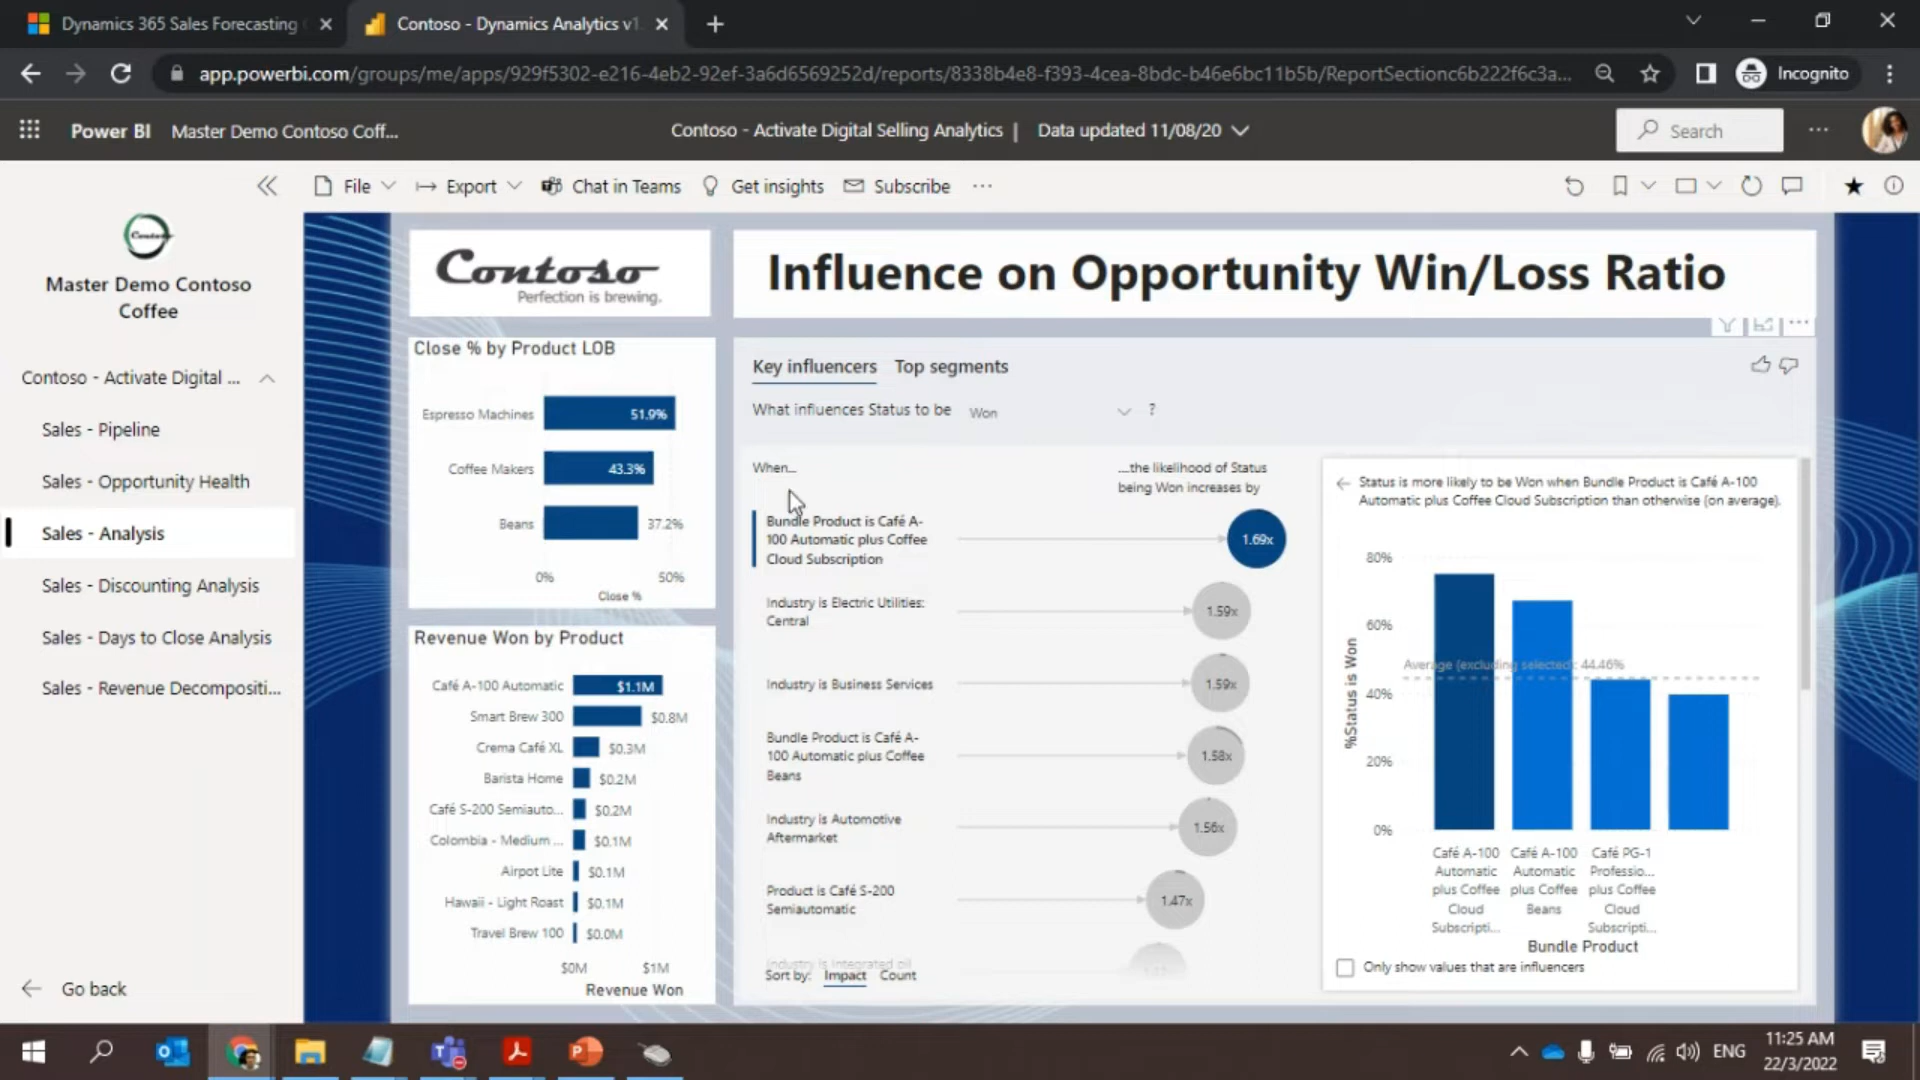 Dynamics 365 Sales Forecasting
Contoso - Dynamics Analytics v1.
app.powerbi.com/groups/me/apps/929f5302-e216-4eb2-92ef-3a6d6569252d/reports/8338b4e8-f393-4cea-8bdc-b46e6bc11b5b/ReportSectionc6b222f6c3a...
Incognito
Power BI
Master Demo Contoso Coff...
Contoso - Activate Digital Selling Analytics | Data updated 11/08/20
Search
File
Export
Chat in Teams
Get insights
Subscribe
Contoso
Master Demo Contoso
Coffee
Contoso - Activate Digital ...
Sales - Pipeline
Sales - Opportunity Health
Sales - Analysis
Sales - Discounting Analysis
Sales - Days to Close Analysis
Sales - Revenue Decompositi...
Go back
Contoso
Perfection is brewing.
Influence on Opportunity Win/Loss Ratio
Close % by Product LOB
Espresso Machines 51.9%
Coffee Makers 43.3%
Beans 37.2%
0% 50%
Close %
Revenue Won by Product
Café A-100 Automatic $1.1M
Smart Brew 300 $0.8M
Crema Café XL $0.3M
Barista Home $0.2M
Café S-200 Semiauto... $0.2M
Colombia - Medium ... $0.1M
Airpot Lite $0.1M
Hawaii - Light Roast $0.1M
Travel Brew 100 $0.0M
$0M $1M
Revenue Won
Key influencers Top segments
What influences Status to be Won ?
When...
....the likelihood of Status
being Won increases by
Bundle Product is Café A-
100 Automatic plus Coffee
Cloud Subscription
1.69x
Industry is Electric Utilities:
Central
1.59x
Industry is Business Services
1.59x
Bundle Product is Café A-
100 Automatic plus Coffee
Beans
1.58x
Industry is Automotive
Aftermarket
1.56x
Product is Café S-200
Semiautomatic
1.47x
Industry is Integrated oil
Sort by: Impact Count
Status is more likely to be Won when Bundle Product is Café A-100
Automatic plus Coffee Cloud Subscription than otherwise (on average).
80%
60%
40%
20%
0%
%Status is Won
Average (excluding selected): 44.46%
Café A-100
Automatic
plus Coffee
Cloud
Subscripti...
Café A-100
Automatic
plus Coffee
Beans
Café PG-1
Professio...
plus Coffee
Cloud
Subscripti...
Bundle Product
Only show values that are influencers
ENG
11:25 AM
22/3/2022